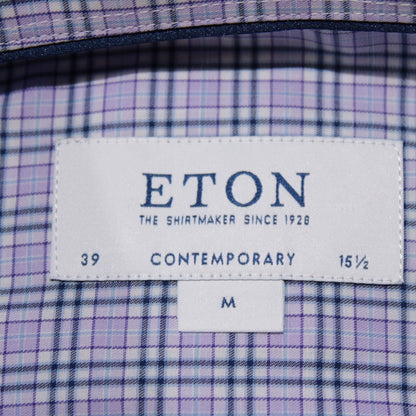 ETON
THE SHIRTMAKER SINCE 1928
39 CONTEMPORARY 15½
M